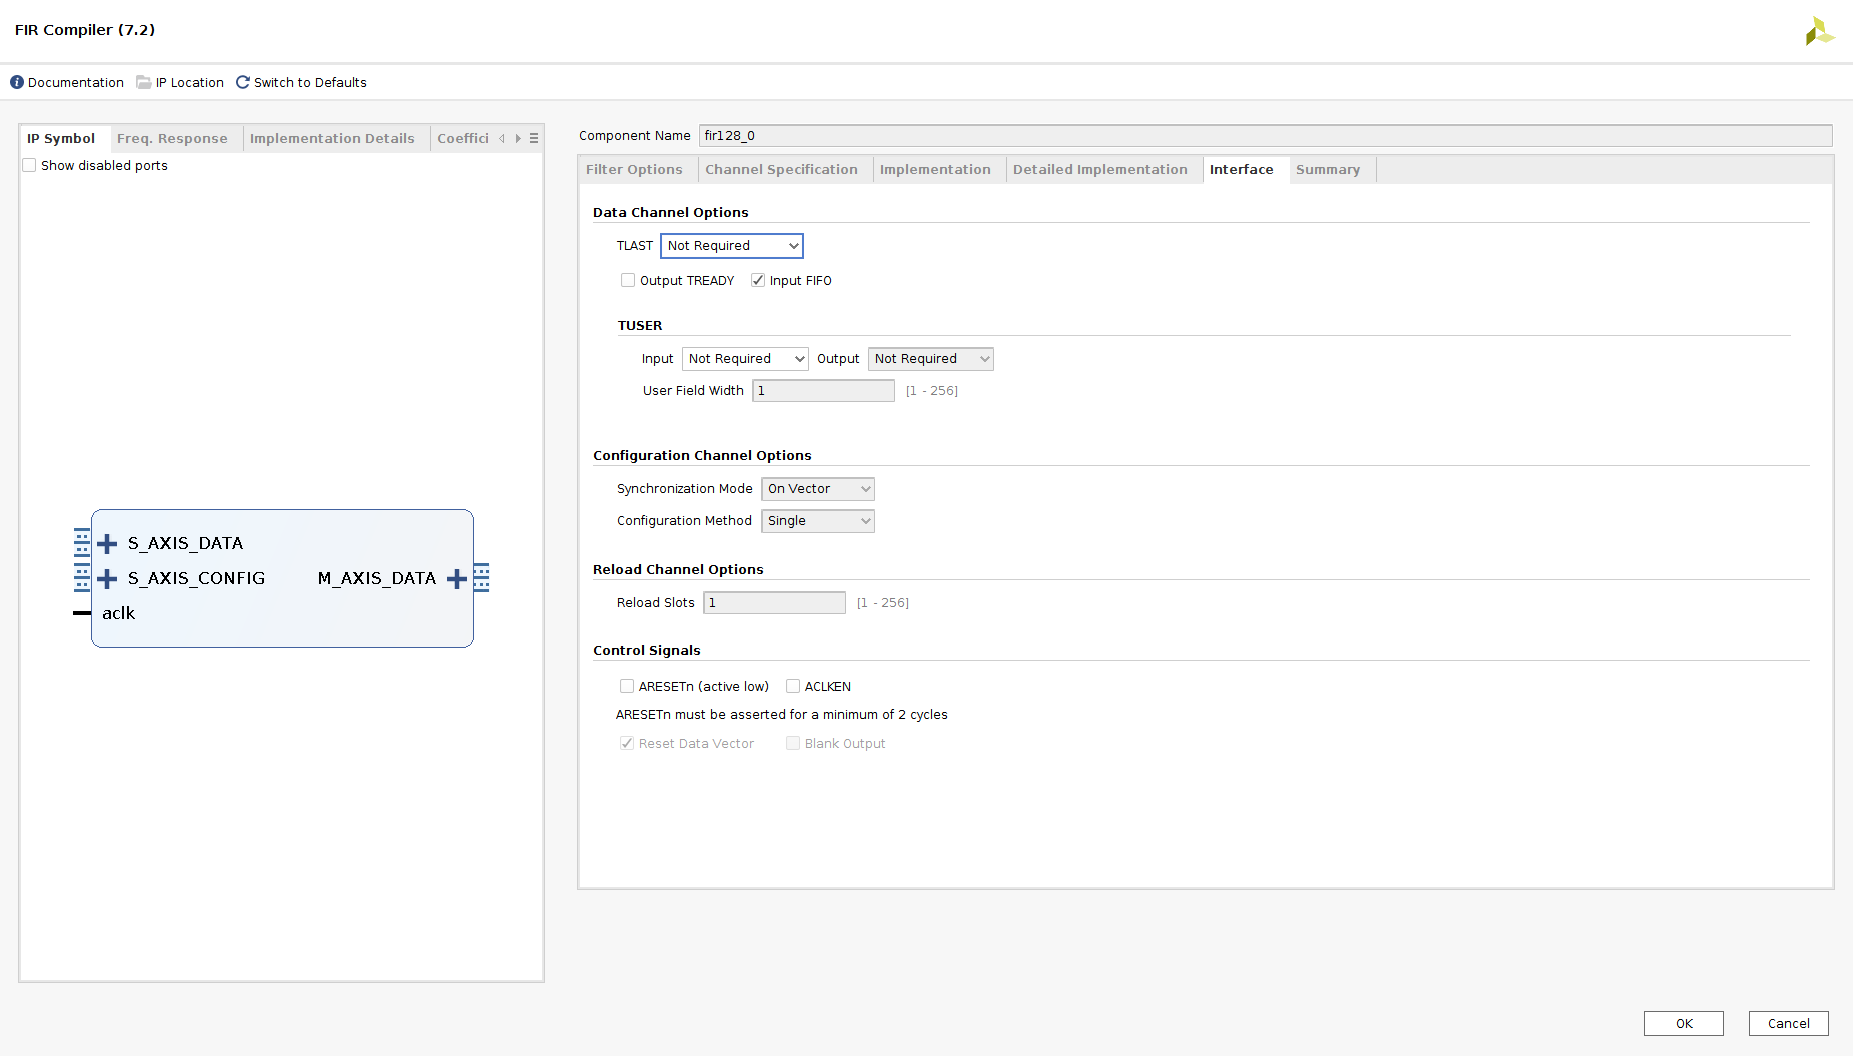 FIR Compiler (7.2)
Documentation IP Location Switch to Defaults
IP Symbol Freq. Response Implementation Details Coeffici
Show disabled ports
S_AXIS_DATA
S_AXIS_CONFIG M_AXIS_DATA
aclk
Component Name fir128_0
Filter Options Channel Specification Implementation Detailed Implementation Interface Summary
Data Channel Options
TLAST Not Required
Output TREADY Input FIFO
TUSER
Input Not Required Output Not Required
User Field Width 1 [1 - 256]
Configuration Channel Options
Synchronization Mode On Vector
Configuration Method Single
Reload Channel Options
Reload Slots 1 [1 - 256]
Control Signals
ARESETn (active low) ACLKEN
ARESETn must be asserted for a minimum of 2 cycles
Reset Data Vector Blank Output
OK Cancel